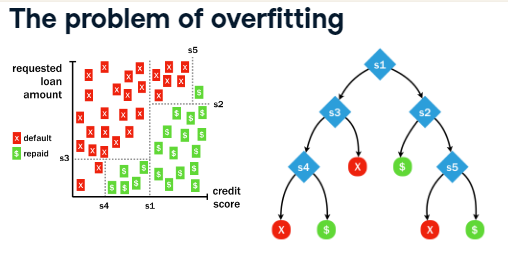 The problem of overfitting
s5
requested
loan
amount
s2
x default
$ repaid
s3
s4
s1
credit
score
s1
s3
s2
s4
X
$
s5
X
$
X
$